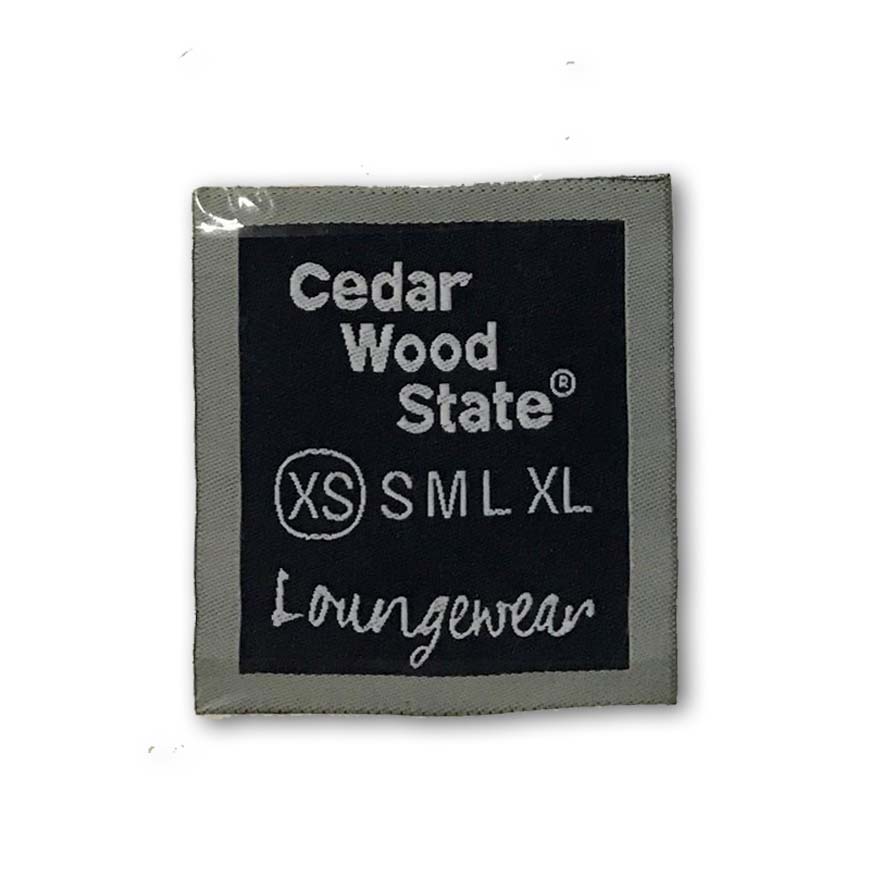 Cedar
Wood
State®
XS S M L XL
Loungewear